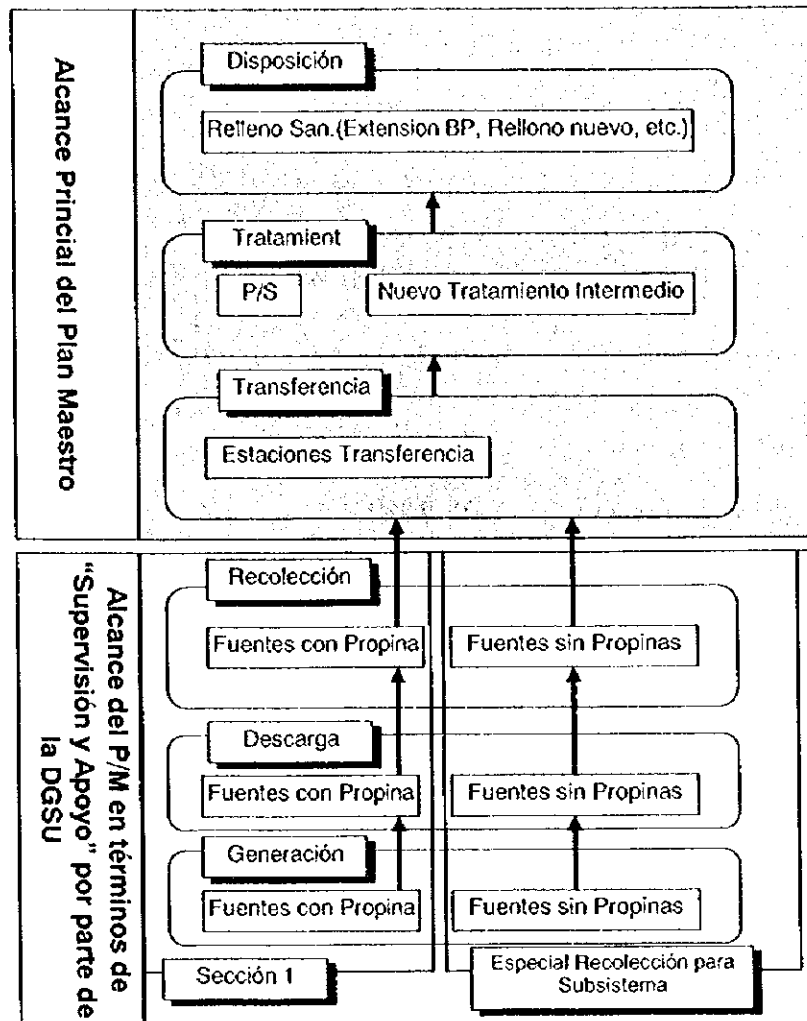 Alcance Princial del Plan Maestro
Disposición
Relleno San.(Extension BP, Rellono nuevo, etc.)
Tratamient
P/S
Nuevo Tratamiento Intermedio
Transferencia
Estaciones Transferencia
Alcance del P/M en términos de
"Supervisión y Apoyo" por parte de
la DGSU
Recolección
Fuentes con Propina
Fuentes sin Propinas
Descarga
Fuentes con Propina
Fuentes sin Propinas
Generación
Fuentes con Propina
Fuentes sin Propinas
Sección 1
Especial Recolección para
Subsistema